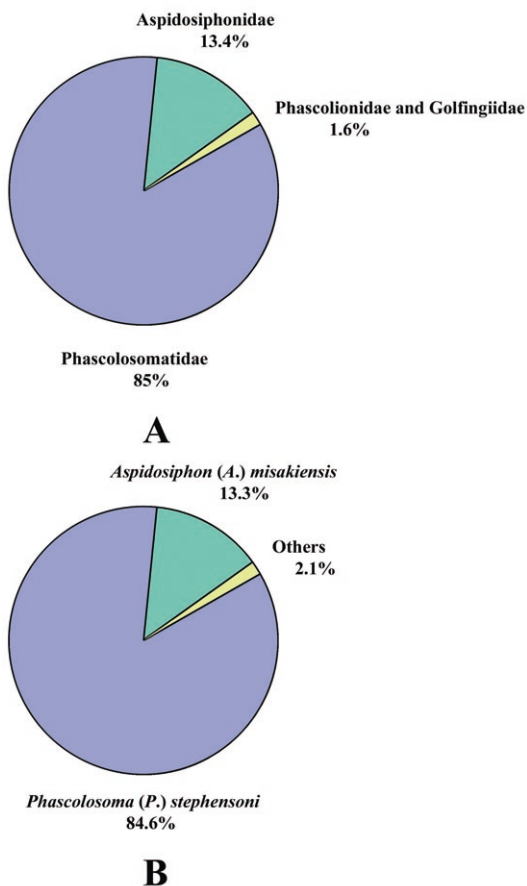 Aspidosiphonidae
13.4%
Phascolionidae and Golfingiidae
1.6%
Phascolosomatidae
85%
A
Aspidosiphon (A.) misakiensis
13.3%
Others
2.1%
Phascolosoma (P.) stephensoni
84.6%
B